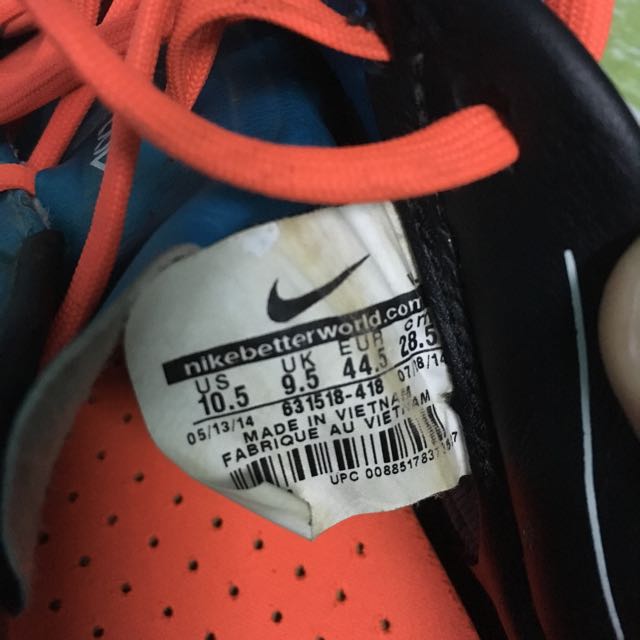 nikebetterworld.com
US UK EUR cm
10.5 9.5 44.5 28.5
631518-418
05/13/14 07/18/14
MADE IN VIETNAM
FABRIQUE AU VIETNAM
UPC